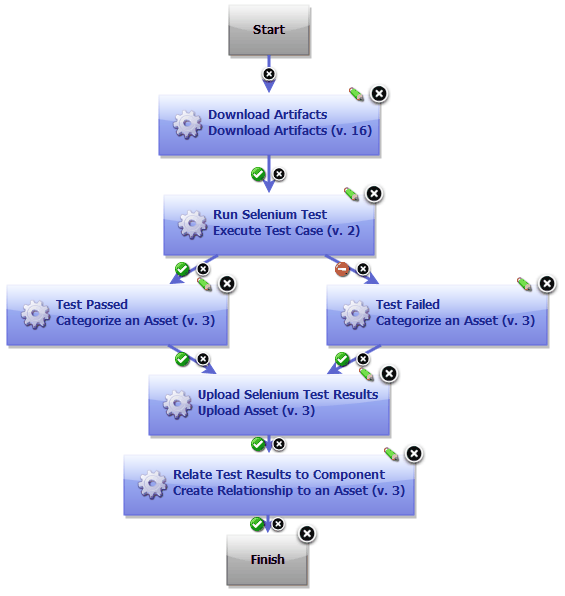 Start
Download Artifacts
Download Artifacts (v. 16)
Run Selenium Test
Execute Test Case (v. 2)
Test Passed
Categorize an Asset (v. 3)
Test Failed
Categorize an Asset (v. 3)
Upload Selenium Test Results
Upload Asset (v. 3)
Relate Test Results to Component
Create Relationship to an Asset (v. 3)
Finish